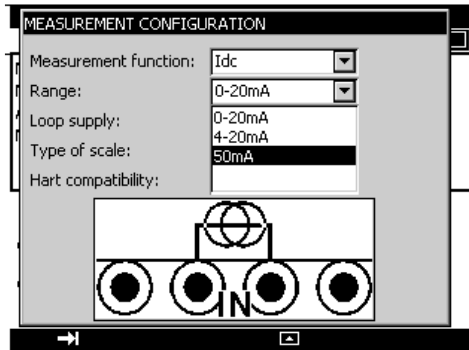 MEASUREMENT CONFIGURATION
Measurement function: Idc
Range: 0-20mA
Loop supply: 0-20mA
4-20mA
Type of scale: 50mA
Hart compatibility:
IN